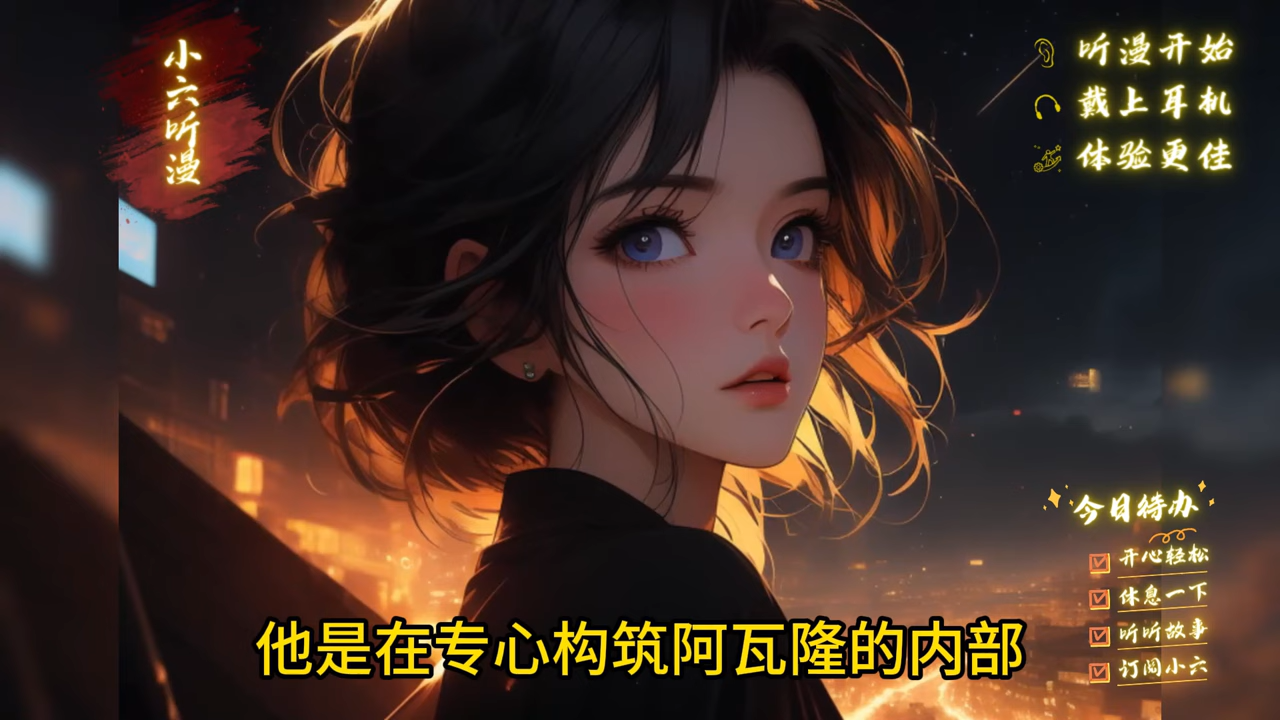 小六听漫
听漫开始
戴上耳机
体验更佳
今日待办
开心轻松
休息一下
听听故事
订阅小六
他是在专心构筑阿瓦隆的内部